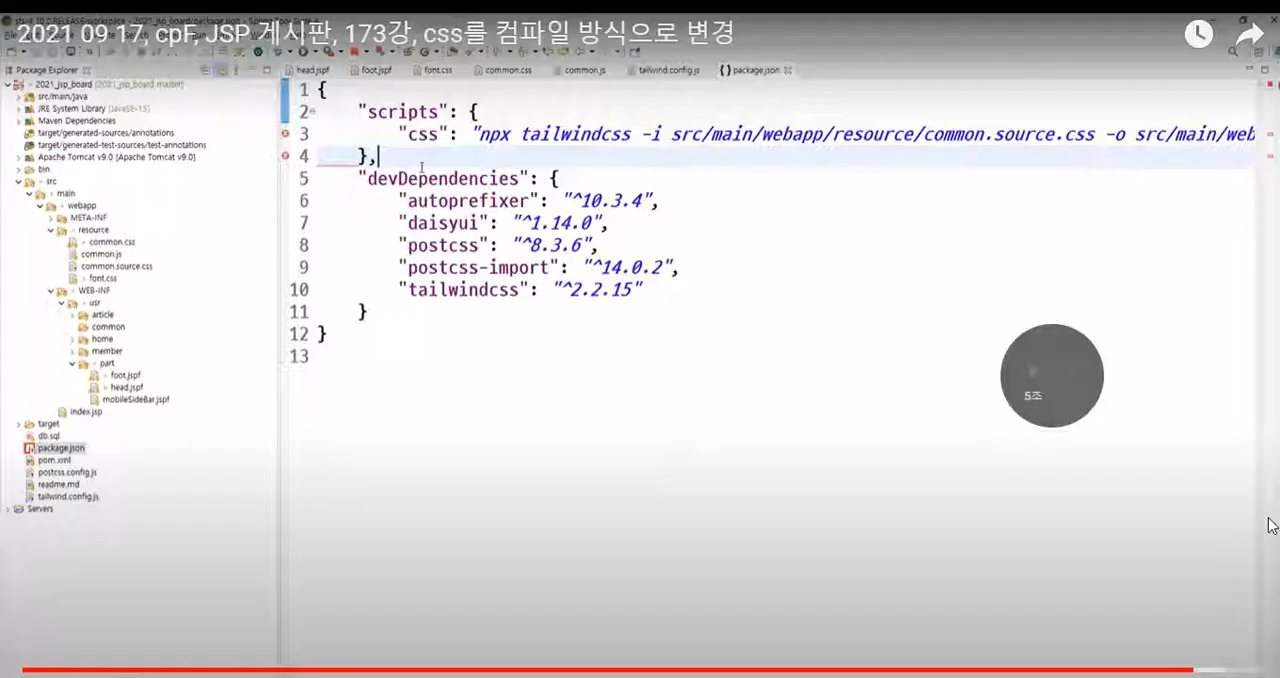 2021 09 17, cpF, JSP 게시판, 173강, css를 컴파일 방식으로 변경
Package Explorer
head.jspf
foot.jspf
font.css
common.css
common.js
tailwind.config.js
package.json
2021_jsp_board [2021_jsp_board master]
src/main/java
JRE System Library [JavaSE-15]
Maven Dependencies
target/generated-sources/annotations
target/generated-test-sources/test-annotations
Apache Tomcat v9.0 [Apache Tomcat v9.0]
bin
src
main
webapp
META-INF
resource
common.css
common.js
common.source.css
font.css
WEB-INF
usr
article
common
home
member
part
foot.jspf
head.jspf
mobileSideBar.jspf
index.jsp
target
db.sql
package.json
pom.xml
postcss.config.js
readme.md
tailwind.config.js
Servers
1 {
2 "scripts": {
3 "css": "npx tailwindcss -i src/main/webapp/resource/common.source.css -o src/main/web
4 },
5 "devDependencies": {
6 "autoprefixer": "^10.3.4",
7 "daisyui": "^1.14.0",
8 "postcss": "^8.3.6",
9 "postcss-import": "^14.0.2",
10 "tailwindcss": "^2.2.15"
11 }
12 }
13
5조